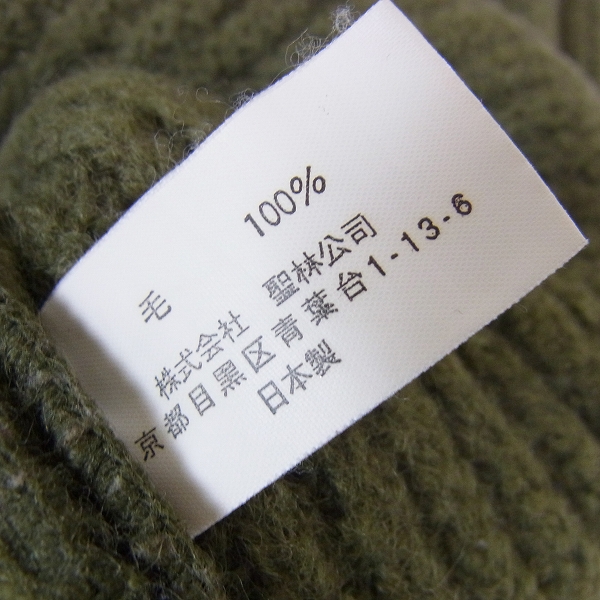 毛 100%
株式会社 聖林公司
京都目黒区青葉台1-13-6
日本製